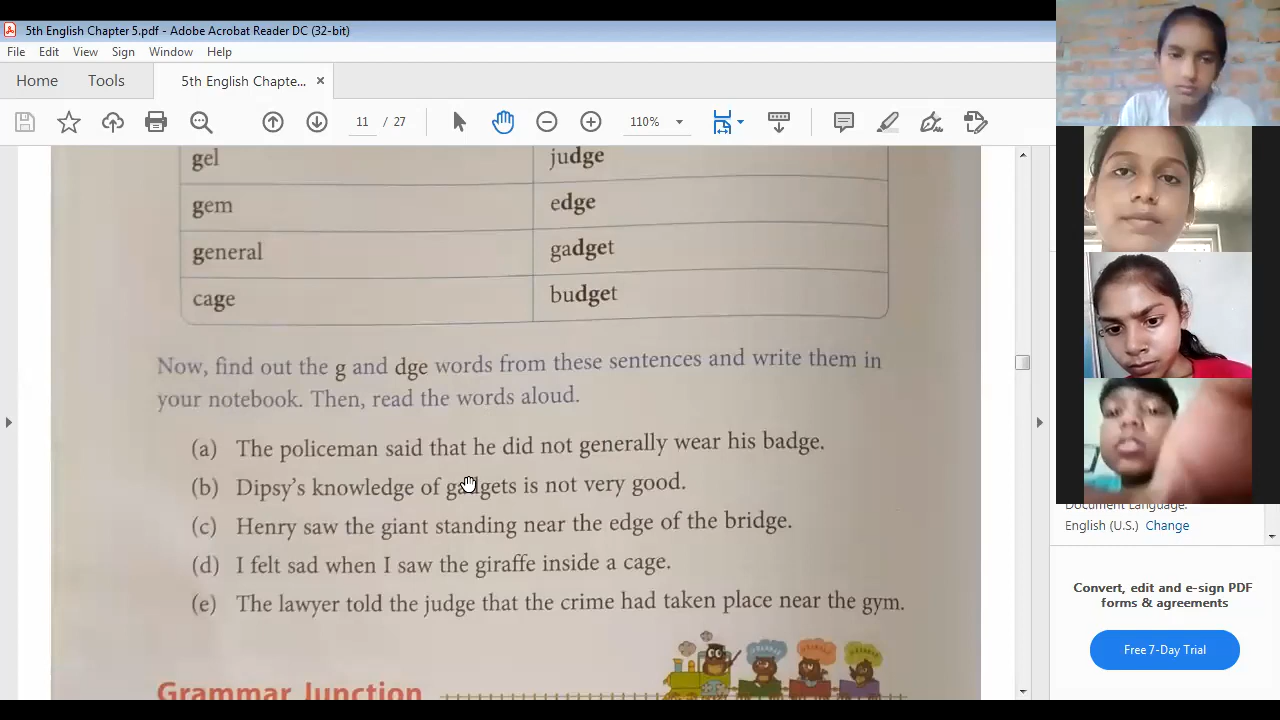 5th English Chapter 5.pdf - Adobe Acrobat Reader DC (32-bit)
File Edit View Sign Window Help
Home Tools 5th English Chapte... ×
11 / 27 110%
gel judge
gem edge
general gadget
cage budget
Now, find out the g and dge words from these sentences and write them in
your notebook. Then, read the words aloud.
(a) The policeman said that he did not generally wear his badge.
(b) Dipsy's knowledge of gadgets is not very good.
(c) Henry saw the giant standing near the edge of the bridge.
(d) I felt sad when I saw the giraffe inside a cage.
(e) The lawyer told the judge that the crime had taken place near the gym.
Grammar Junction
Document Language:
English (U.S.) Change
Convert, edit and e-sign PDF
forms & agreements
Free 7-Day Trial